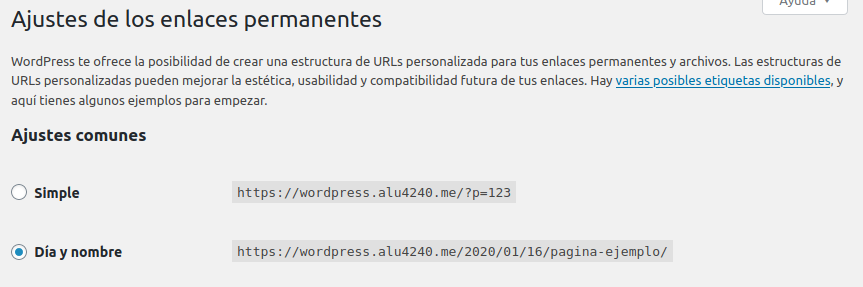 Ayuda
Ajustes de los enlaces permanentes
WordPress te ofrece la posibilidad de crear una estructura de URLs personalizada para tus enlaces permanentes y archivos. Las estructuras de
URLs personalizadas pueden mejorar la estética, usabilidad y compatibilidad futura de tus enlaces. Hay varias posibles etiquetas disponibles, y
aquí tienes algunos ejemplos para empezar.
Ajustes comunes
Simple https://wordpress.alu4240.me/?p=123
Día y nombre https://wordpress.alu4240.me/2020/01/16/pagina-ejemplo/